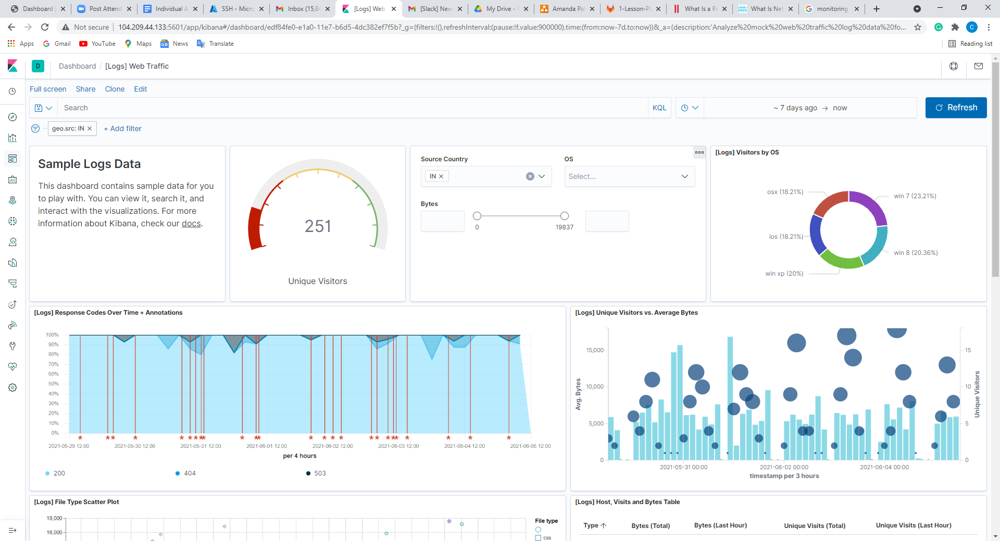 Dashboard
Post Attend
Individual A
SSH - Micro
Inbox (15,84
[Logs] Web
[Slack] New
My Drive - G
Amanda Pat
1-Lesson-Pl
What Is a Re
What Is Net
monitoring
Not secure
104.209.44.133:5601/app/kibana#/dashboard/edf84fe0-e1a0-11e7-b6d5-4dc382ef7f5b?_g=(filters:!(),refreshInterval:(pause:!f,value:900000),time:(from:now-7d,to:now))&_a=(description:'Analyze%20mock%20web%20traffic%20log%20data%20fo...
C
Apps
Gmail
YouTube
Maps
News
Translate
Reading list
D
Dashboard / [Logs] Web Traffic
Full screen
Share
Clone
Edit
Search
KQL
~ 7 days ago → now
Refresh
geo.src: IN ×
+ Add filter
Sample Logs Data
This dashboard contains sample data for you
to play with. You can view it, search it, and
interact with the visualizations. For more
information about Kibana, check our docs.
251
Unique Visitors
Source Country
IN ×
OS
Select...
Bytes
0
19837
[Logs] Visitors by OS
osx (18.21%)
win 7 (23.21%)
ios (18.21%)
win 8 (20.36%)
win xp (20%)
[Logs] Response Codes Over Time + Annotations
100%
90%
80%
70%
60%
50%
40%
30%
20%
10%
0%
2021-05-29 12:00
2021-05-30 12:00
2021-05-31 12:00
2021-06-01 12:00
2021-06-02 12:00
2021-06-03 12:00
2021-06-04 12:00
2021-06-05 12:00
per 4 hours
200
404
503
[Logs] Unique Visitors vs. Average Bytes
15,000
10,000
5,000
0
Avg. Bytes
15
10
5
0
Unique Visitors
2021-05-31 00:00
2021-06-02 00:00
2021-06-04 00:00
timestamp per 3 hours
[Logs] File Type Scatter Plot
18,000
16,000
File type
css
[Logs] Host, Visits and Bytes Table
Type ↑
Bytes (Total)
Bytes (Last Hour)
Unique Visits (Total)
Unique Visits (Last Hour)